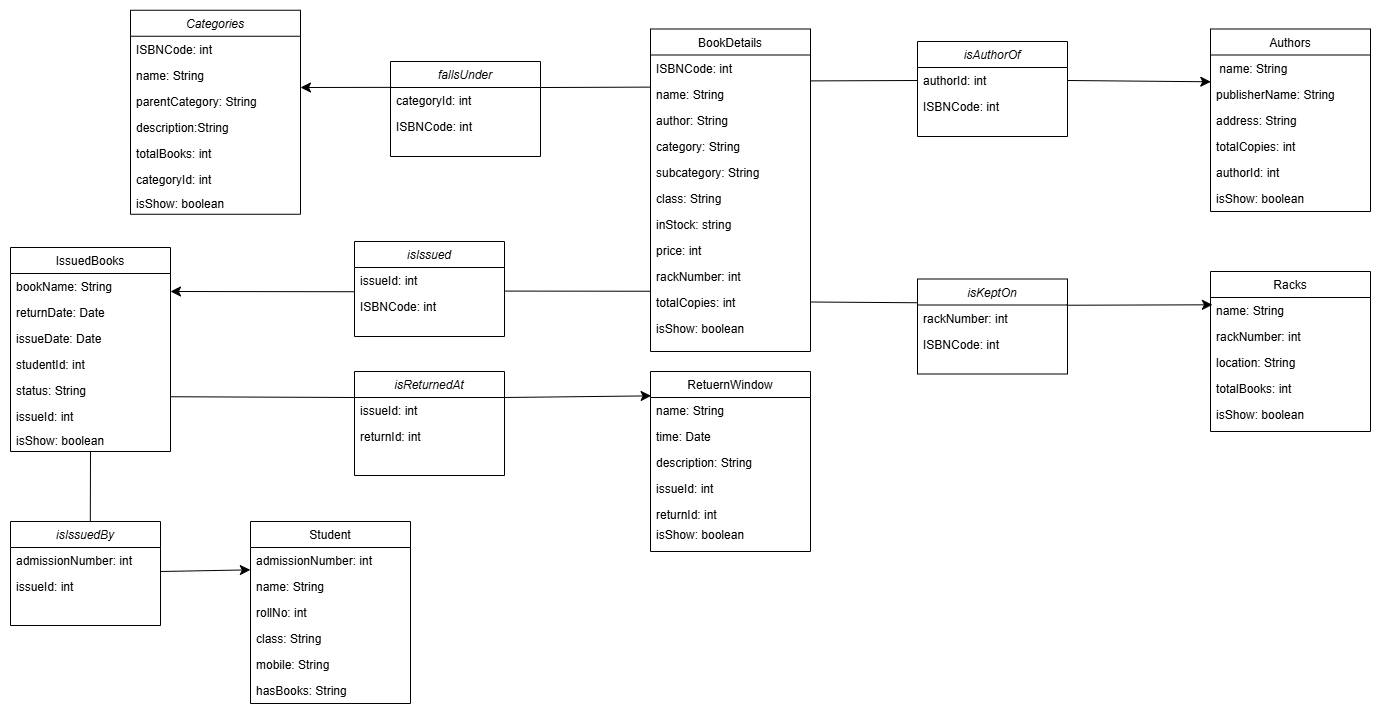 Categories
ISBNCode: int
name: String
parentCategory: String
description:String
totalBooks: int
categoryId: int
isShow: boolean
fallsUnder
categoryId: int
ISBNCode: int
BookDetails
ISBNCode: int
name: String
author: String
category: String
subcategory: String
class: String
inStock: string
price: int
rackNumber: int
totalCopies: int
isShow: boolean
isAuthorOf
authorId: int
ISBNCode: int
Authors
name: String
publisherName: String
address: String
totalCopies: int
authorId: int
isShow: boolean
IssuedBooks
bookName: String
returnDate: Date
issueDate: Date
studentId: int
status: String
issueId: int
isShow: boolean
isIssued
issueId: int
ISBNCode: int
isKeptOn
rackNumber: int
ISBNCode: int
Racks
name: String
rackNumber: int
location: String
totalBooks: int
isShow: boolean
isReturnedAt
issueId: int
returnId: int
RetuernWindow
name: String
time: Date
description: String
issueId: int
returnId: int
isShow: boolean
isIssuedBy
admissionNumber: int
issueId: int
Student
admissionNumber: int
name: String
rollNo: int
class: String
mobile: String
hasBooks: String